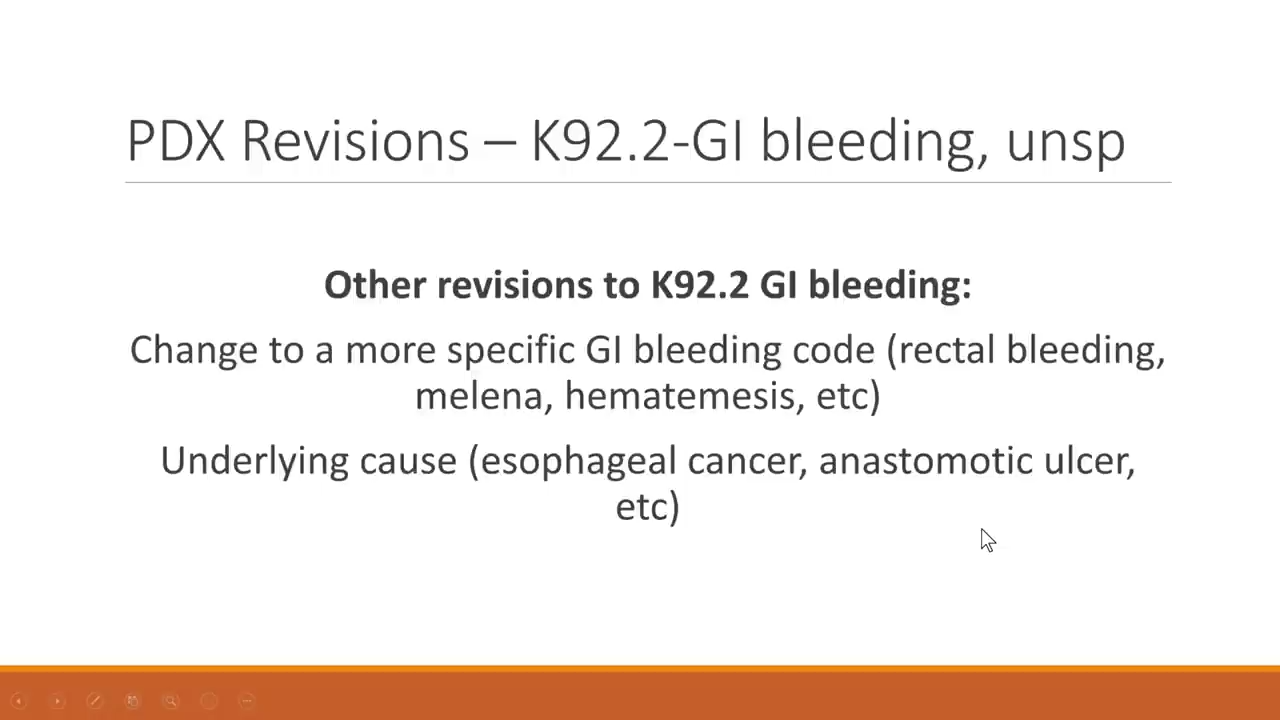 PDX Revisions – K92.2-GI bleeding, unsp
Other revisions to K92.2 GI bleeding:
Change to a more specific GI bleeding code (rectal bleeding,
melena, hematemesis, etc)
Underlying cause (esophageal cancer, anastomotic ulcer,
etc)